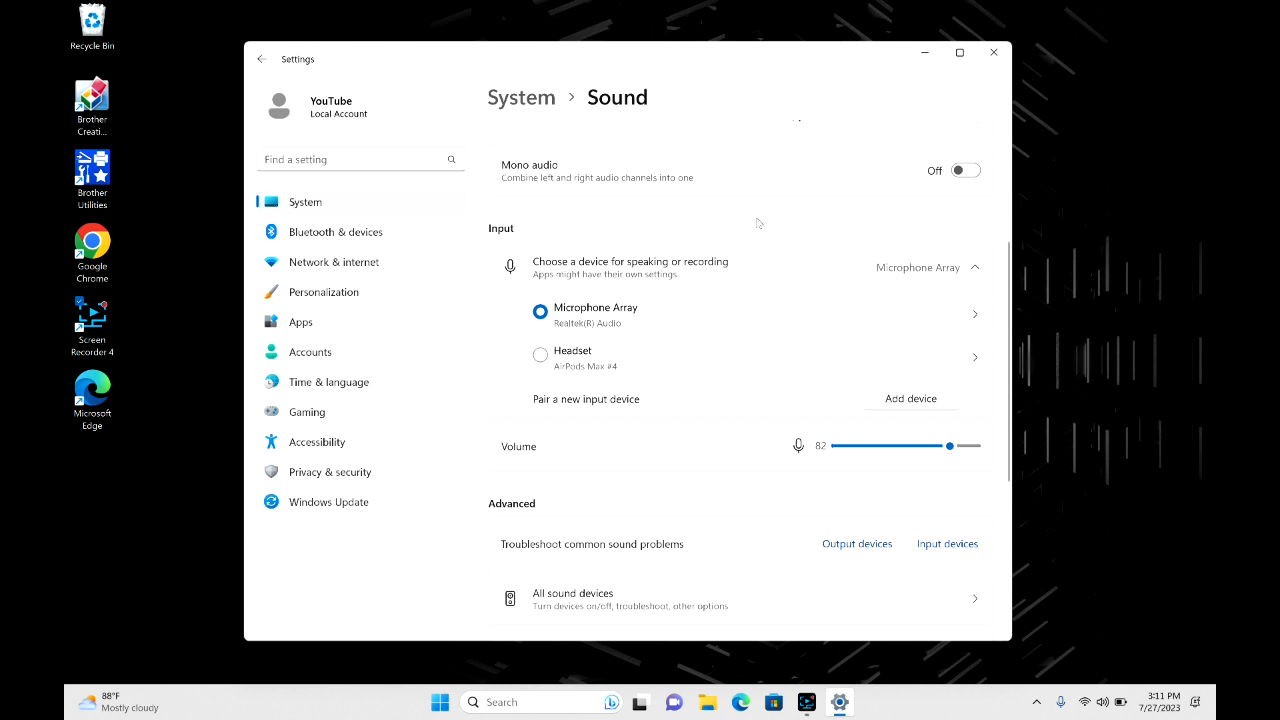 Recycle Bin
Brother
Creati...
Brother
Utilities
Google
Chrome
Screen
Recorder 4
Microsoft
Edge
Settings
YouTube
Local Account
Find a setting
System
Bluetooth & devices
Network & internet
Personalization
Apps
Accounts
Time & language
Gaming
Accessibility
Privacy & security
Windows Update
System > Sound
Mono audio
Combine left and right audio channels into one
Off
Input
Choose a device for speaking or recording
Apps might have their own settings
Microphone Array
Microphone Array
Realtek(R) Audio
Headset
AirPods Max #4
Pair a new input device
Add device
Volume
82
Advanced
Troubleshoot common sound problems
Output devices
Input devices
All sound devices
Turn devices on/off, troubleshoot, other options
88°F
Mostly cloudy
Search
3:11 PM
7/27/2023